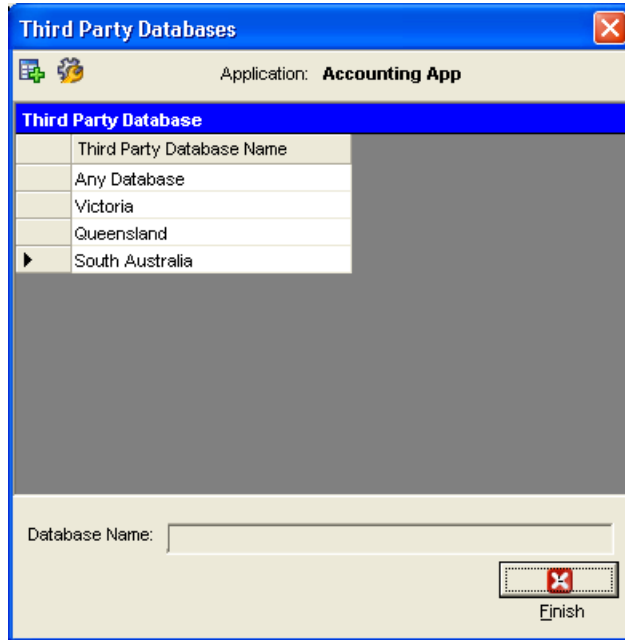 Third Party Databases
Application: Accounting App
Third Party Database
Third Party Database Name
Any Database
Victoria
Queensland
South Australia
Database Name:
Finish